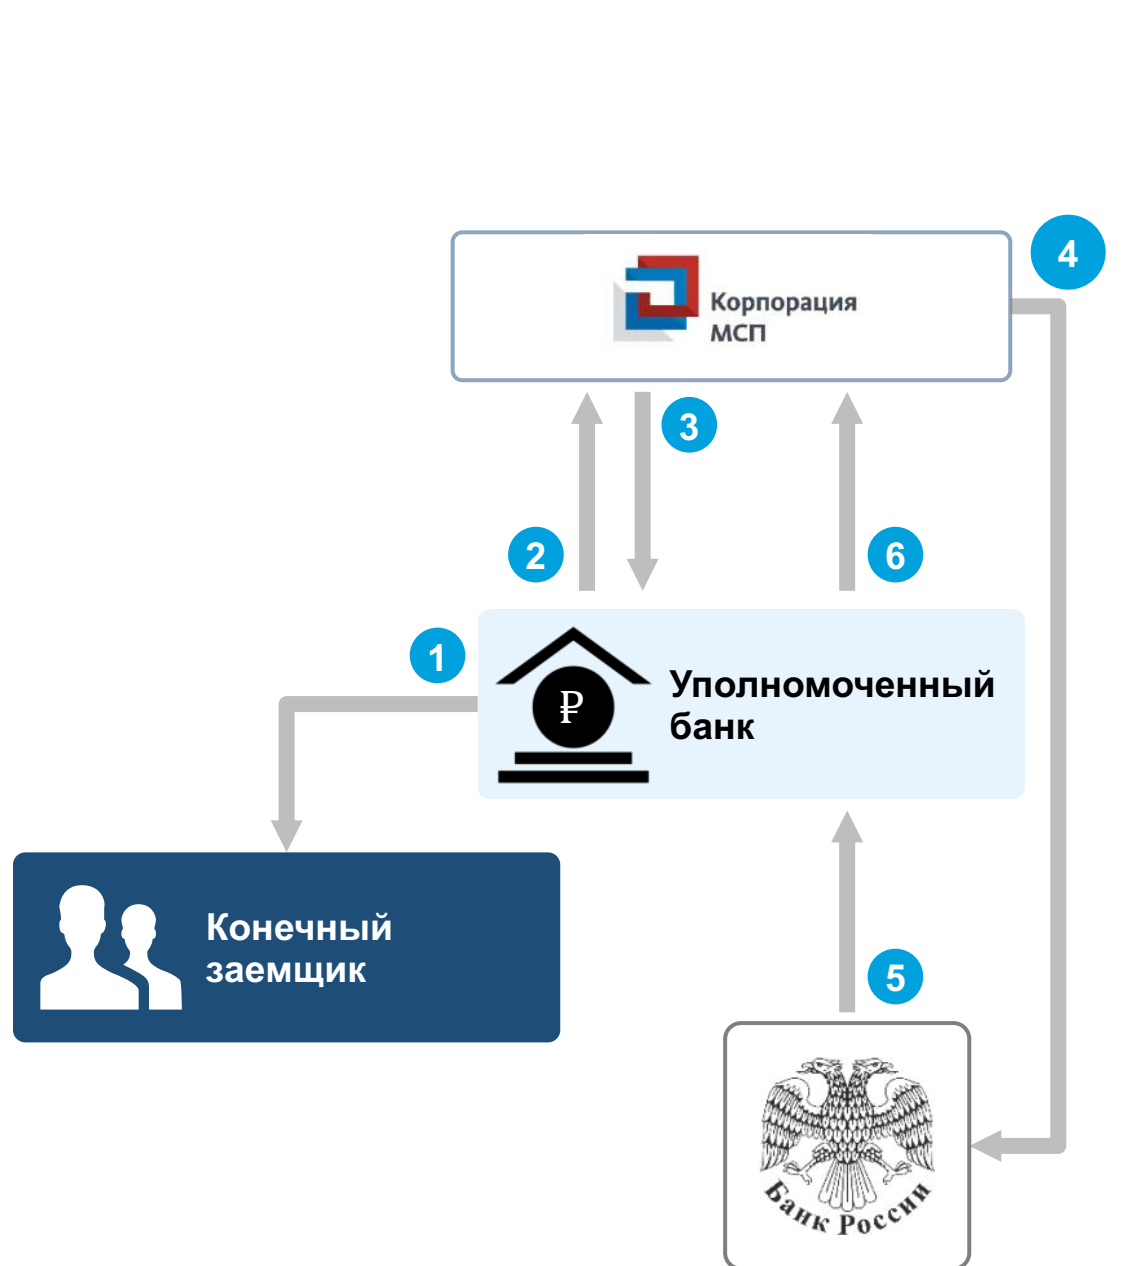 4
Корпорация
МСП
3
2
6
1
₽
Уполномоченный
банк
Конечный
заемщик
5
Банк России